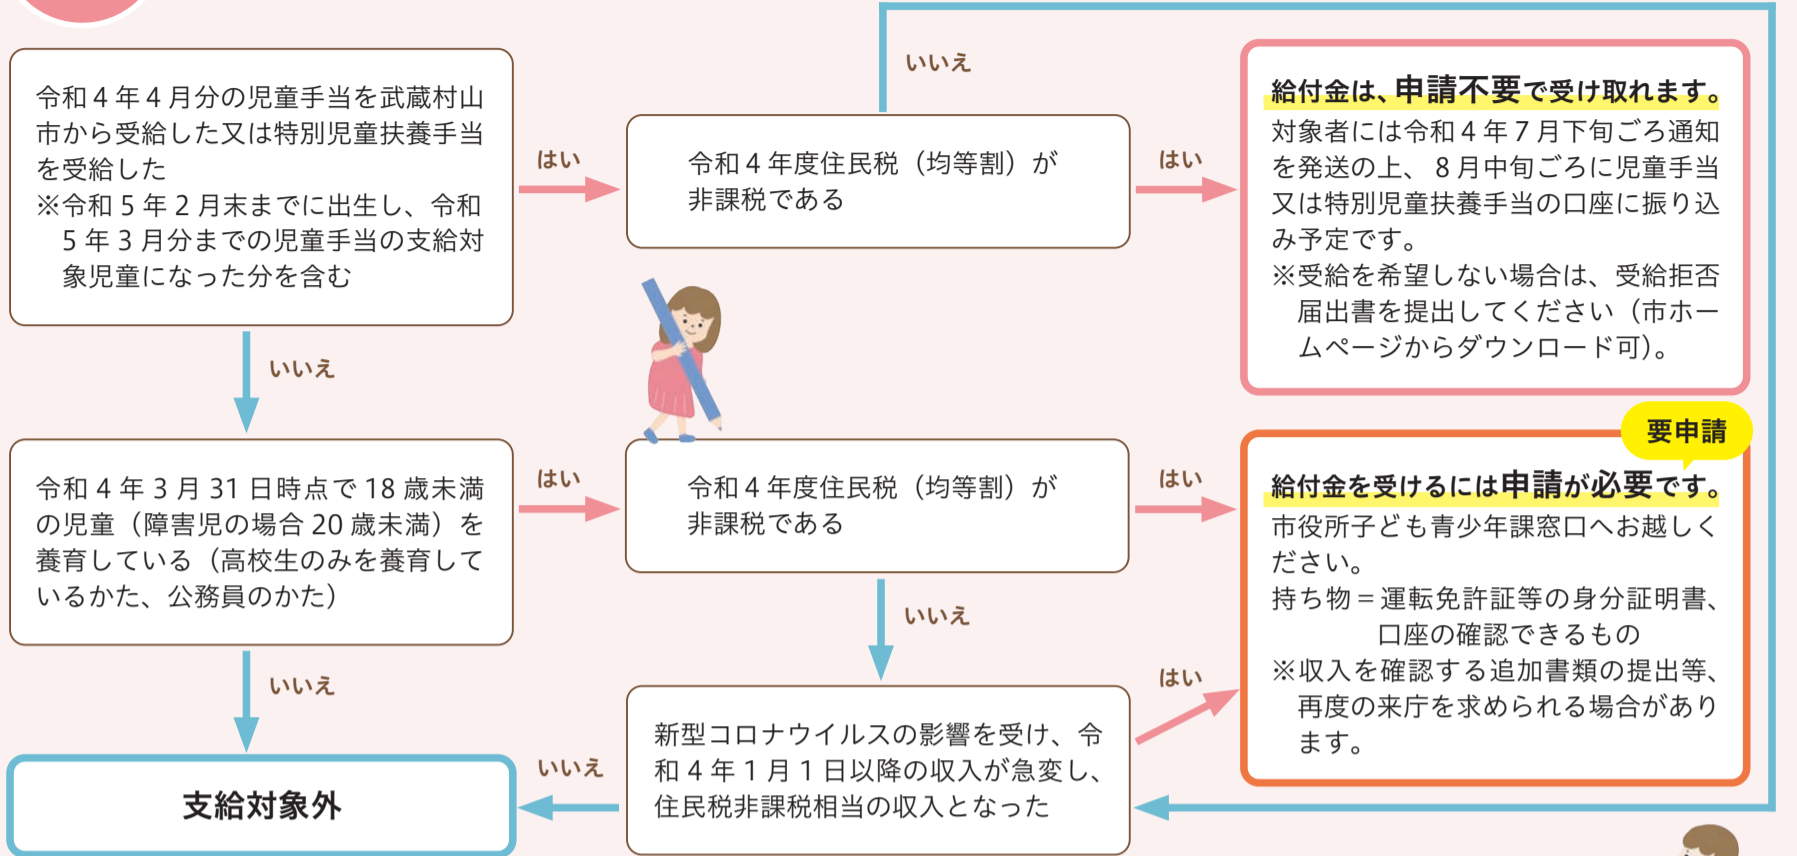 令和４年４月分の児童手当を武蔵村山
市から受給した又は特別児童扶養手当
を受給した
※令和５年２月末までに出生し、令和
５年３月分までの児童手当の支給対
象児童になった分を含む
はい
いいえ
令和４年度住民税（均等割）が
非課税である
いいえ
はい
給付金は、申請不要で受け取れます。
対象者には令和４年７月下旬ごろ通知
を発送の上、８月中旬ごろに児童手当
又は特別児童扶養手当の口座に振り込
み予定です。
※受給を希望しない場合は、受給拒否
届出書を提出してください（市ホー
ムページからダウンロード可）。
令和４年３月31日時点で18歳未満
の児童（障害児の場合20歳未満）を
養育している（高校生のみを養育して
いるかた、公務員のかた）
はい
いいえ
令和４年度住民税（均等割）が
非課税である
はい
いいえ
要申請
給付金を受けるには申請が必要です。
市役所子ども青少年課窓口へお越しく
ださい。
持ち物＝運転免許証等の身分証明書、
口座の確認できるもの
※収入を確認する追加書類の提出等、
再度の来庁を求められる場合があり
ます。
新型コロナウイルスの影響を受け、令
和４年１月１日以降の収入が急変し、
住民税非課税相当の収入となった
はい
いいえ
支給対象外